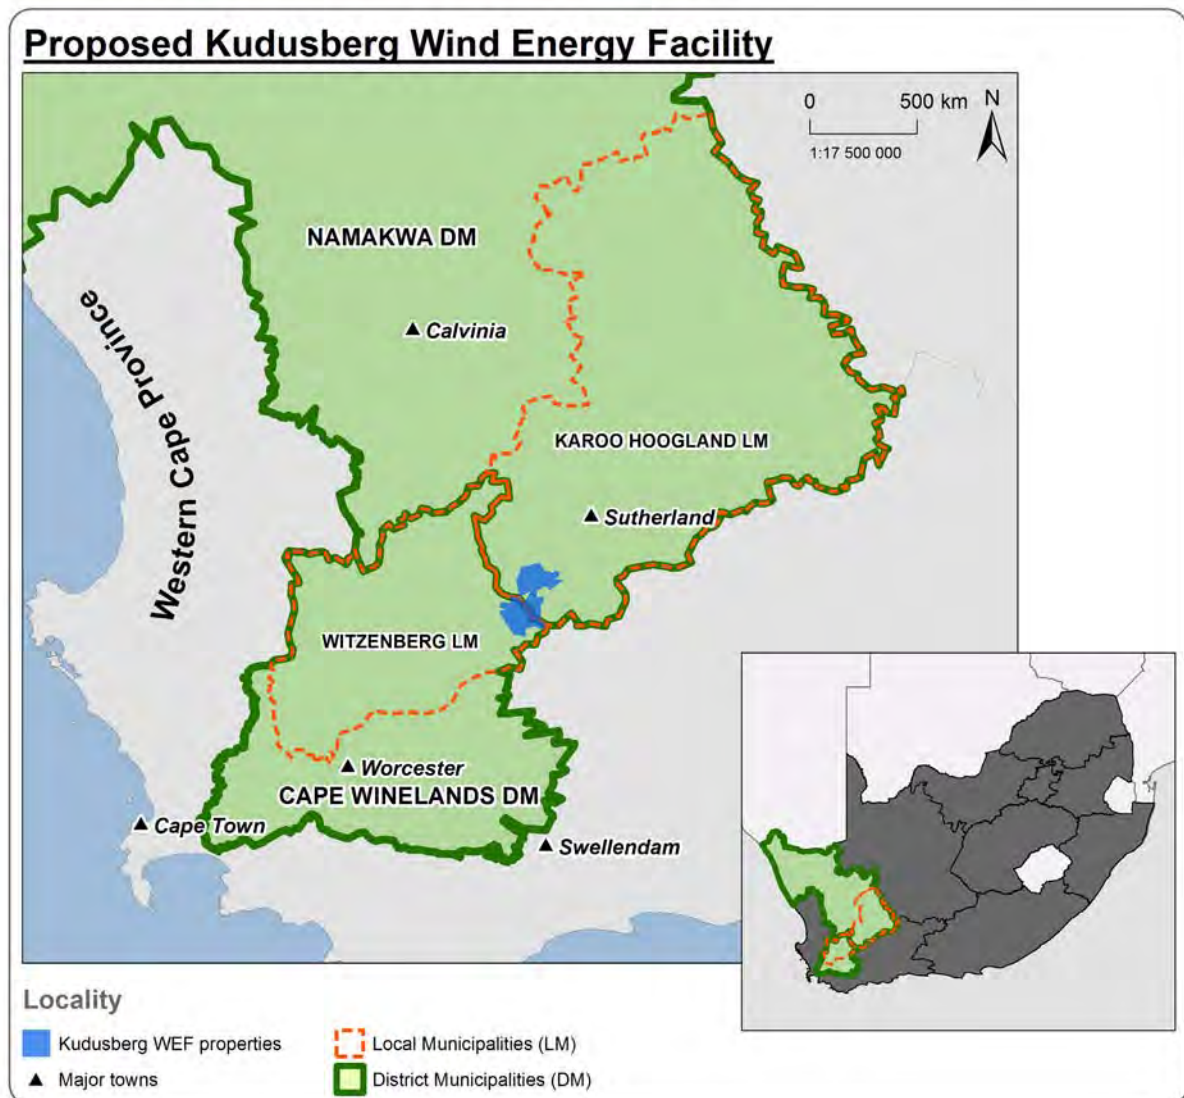 Proposed Kudusberg Wind Energy Facility
0 500 km N
1:17 500 000
NAMAKWA DM
Calvinia
Western Cape Province
KAROO HOOGLAND LM
Sutherland
WITZENBERG LM
Worcester
CAPE WINELANDS DM
Cape Town
Swellendam
Locality
Kudusberg WEF properties
Local Municipalities (LM)
Major towns
District Municipalities (DM)